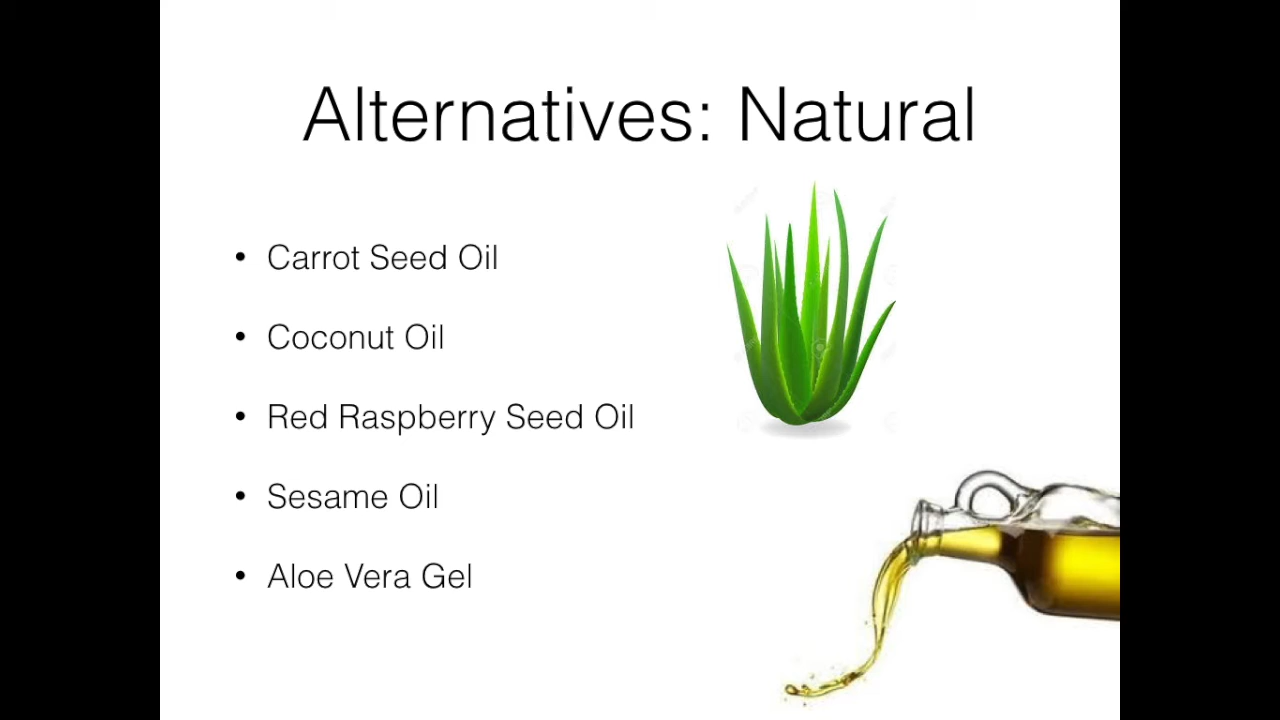 Alternatives: Natural
• Carrot Seed Oil
• Coconut Oil
• Red Raspberry Seed Oil
• Sesame Oil
• Aloe Vera Gel